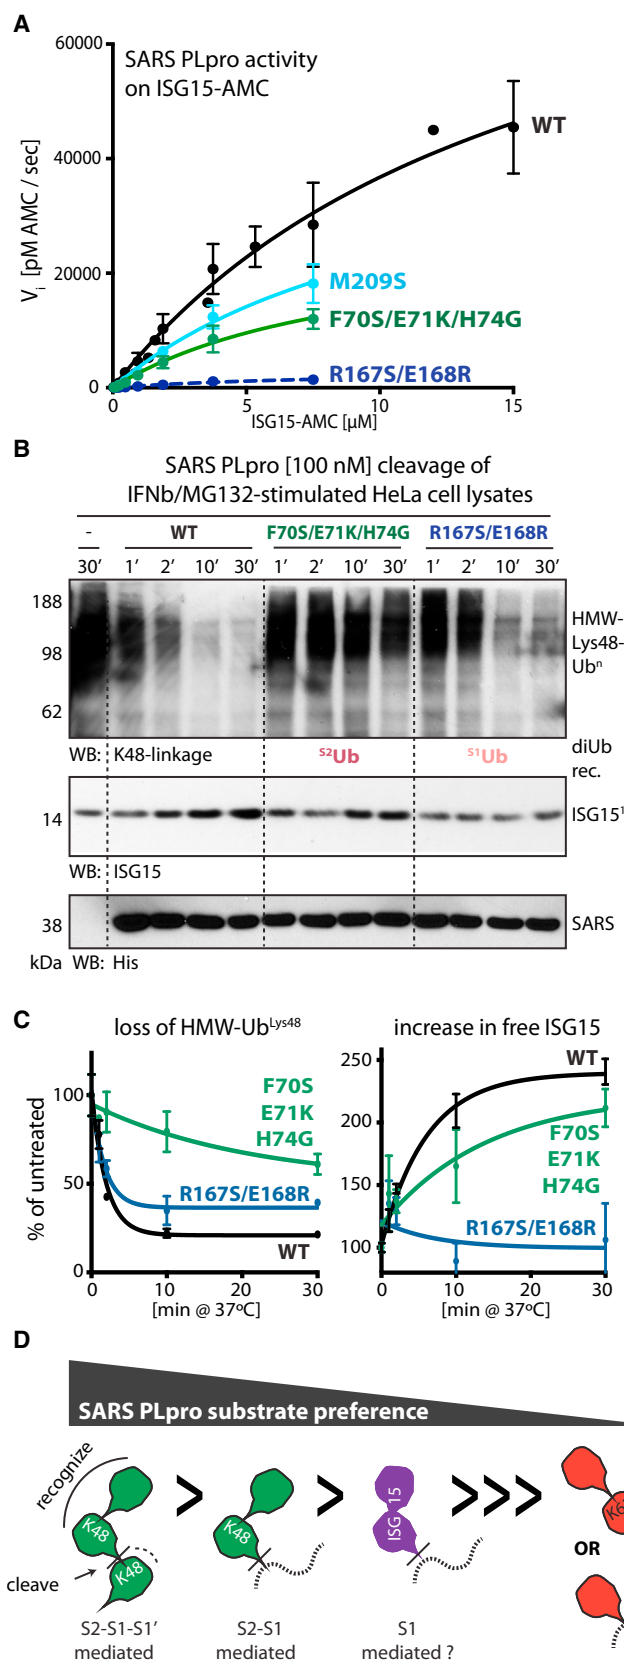 A
SARS PLpro activity
on ISG15-AMC
60000
40000
20000
0
Vi [pM AMC / sec]
WT
M209S
F70S/E71K/H74G
R167S/E168R
5
10
15
ISG15-AMC [µM]
B
SARS PLpro [100 nM] cleavage of
IFNb/MG132-stimulated HeLa cell lysates
- WT F70S/E71K/H74G R167S/E168R
30′ 1′ 2′ 10′ 30′ 1′ 2′ 10′ 30′ 1′ 2′ 10′ 30′
188
98
62
HMW-
Lys48-
Ubⁿ
WB: K48-linkage S2Ub S1Ub
diUb
rec.
14
ISG15
WB: ISG15
38
SARS
kDa WB: His
C
loss of HMW-Ub^Lys48
increase in free ISG15
% of untreated
100
50
0
F70S
E71K
H74G
R167S/E168R
WT
0 10 20 30
[min @ 37ºC]
250
200
150
100
WT
F70S
E71K
H74G
R167S/E168R
0 10 20 30
[min @ 37ºC]
D
SARS PLpro substrate preference
recognize
cleave
K48
K48
>
K48
>
ISG 15
> > >
OR
S2-S1-S1′
mediated
S2-S1
mediated
S1
mediated ?